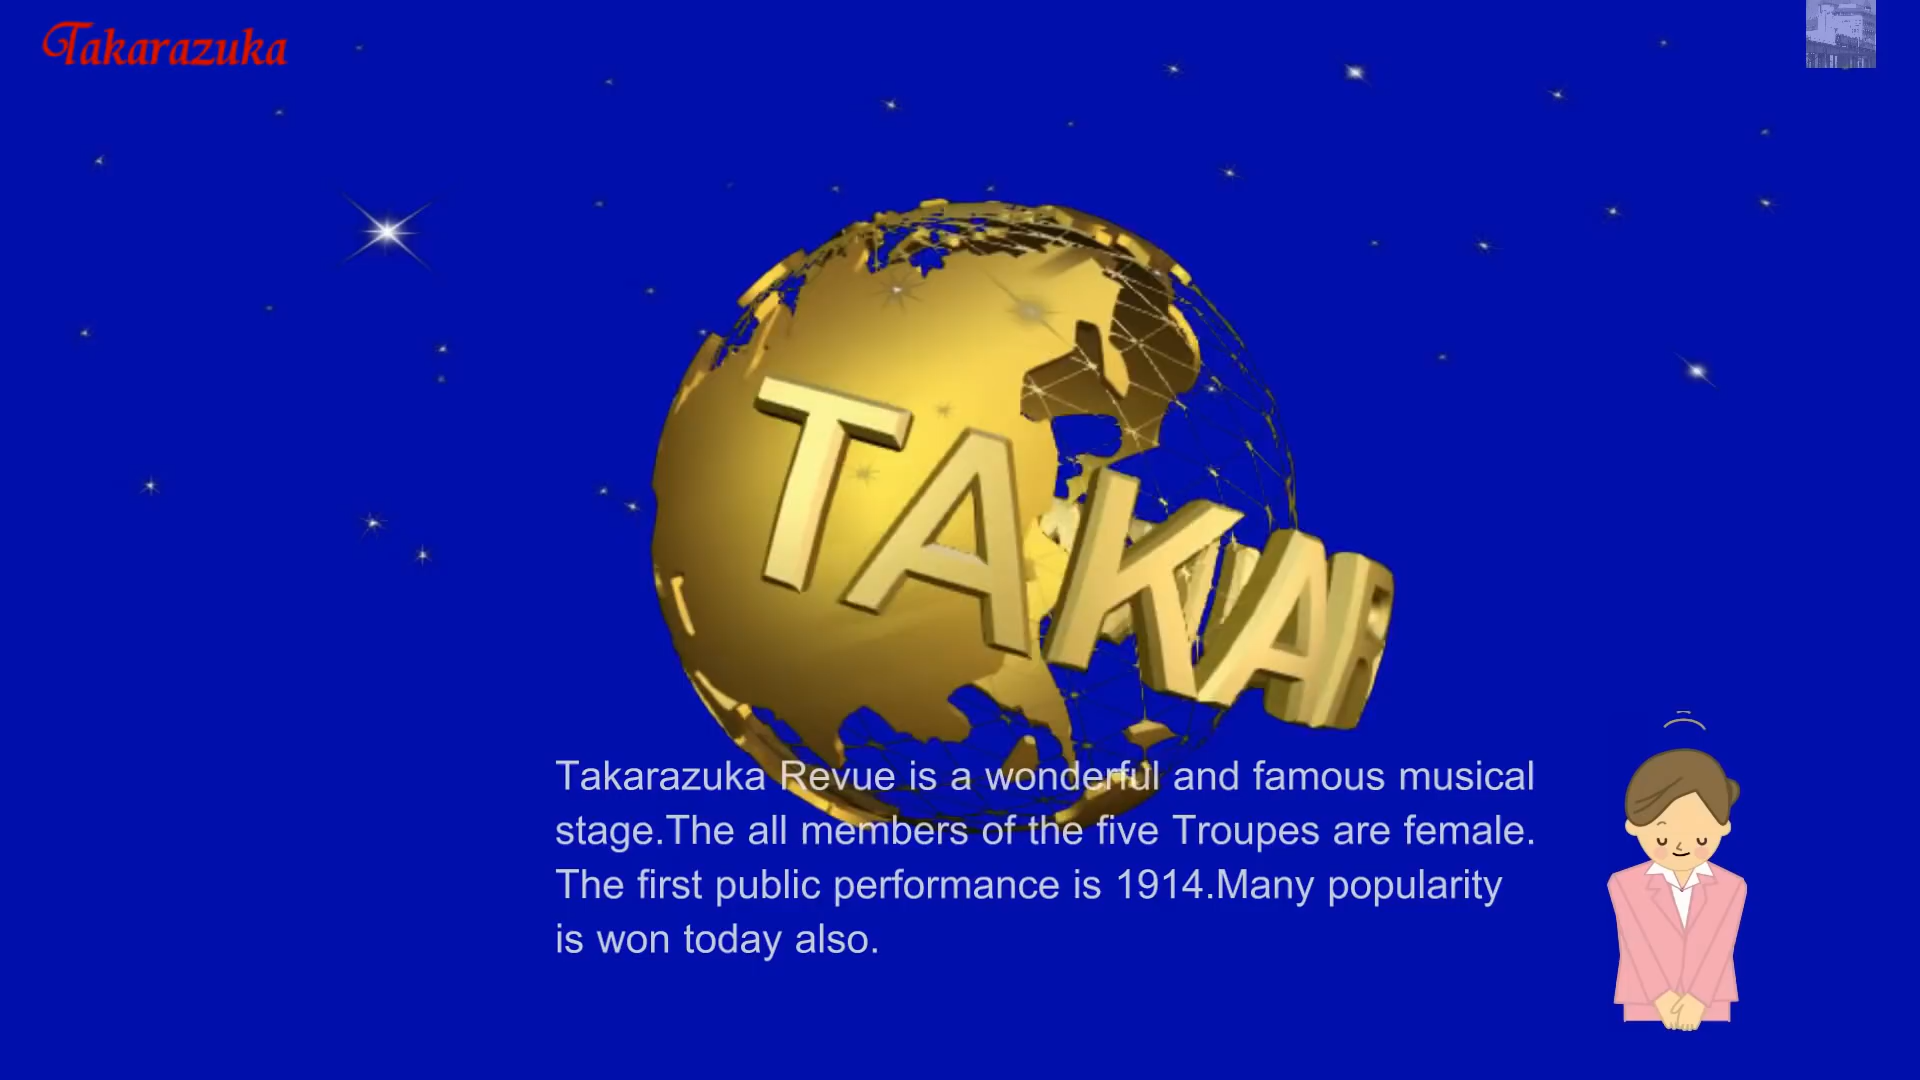 Takarazuka
TAKAR
Takarazuka Revue is a wonderful and famous musical
stage.The all members of the five Troupes are female.
The first public performance is 1914.Many popularity
is won today also.